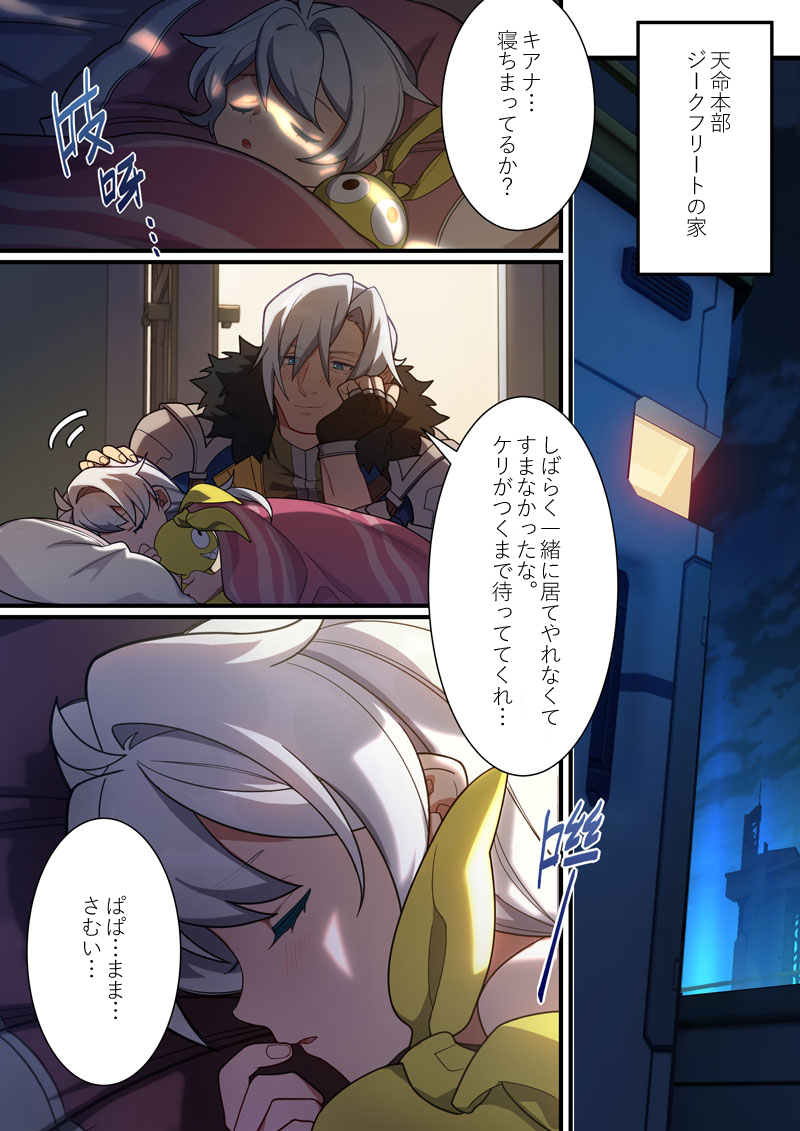 天命本部
ジークフリートの家
キアナ…
寝ちまってるか？
吱
呀…
しばらく一緒に居てやれなくて
すまなかったな。
ケリがつくまで待っててくれ…
咝—
ぱぱ…まま…
さむい…